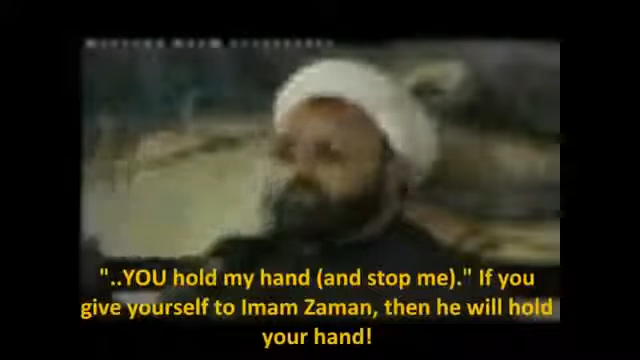 "..YOU hold my hand (and stop me)." If you
give yourself to Imam Zaman, then he will hold
your hand!